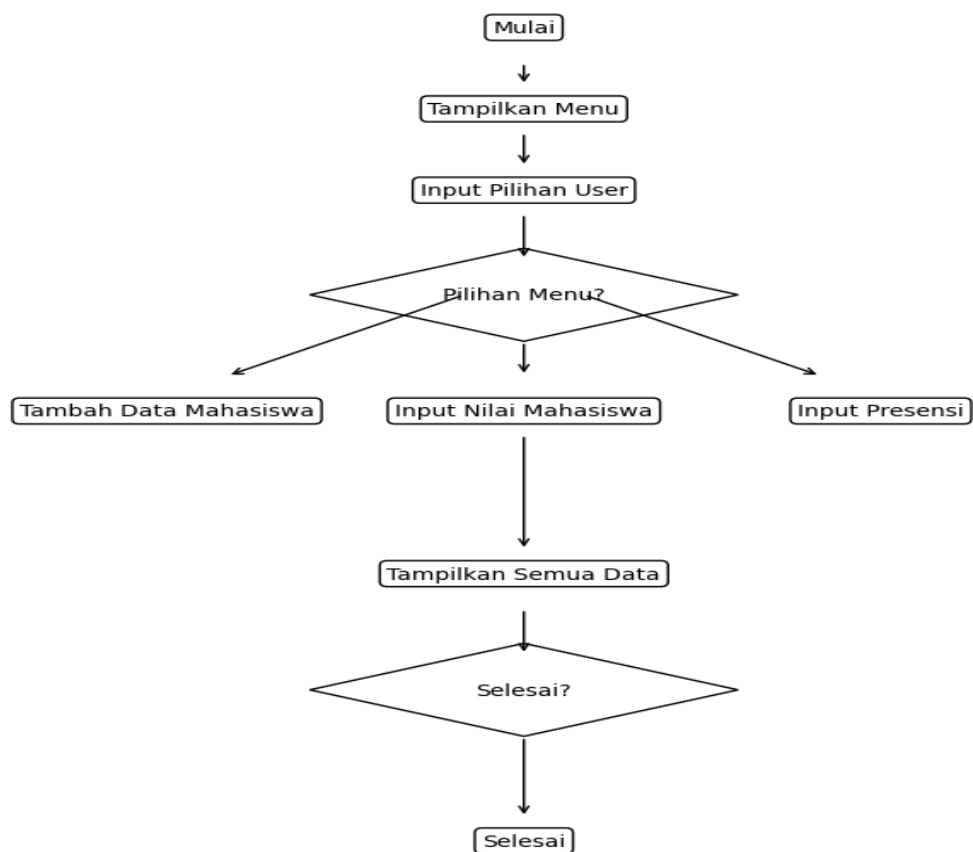 Mulai
Tampilkan Menu
Input Pilihan User
Pilihan Menu?
Tambah Data Mahasiswa
Input Nilai Mahasiswa
Input Presensi
Tampilkan Semua Data
Selesai?
Selesai